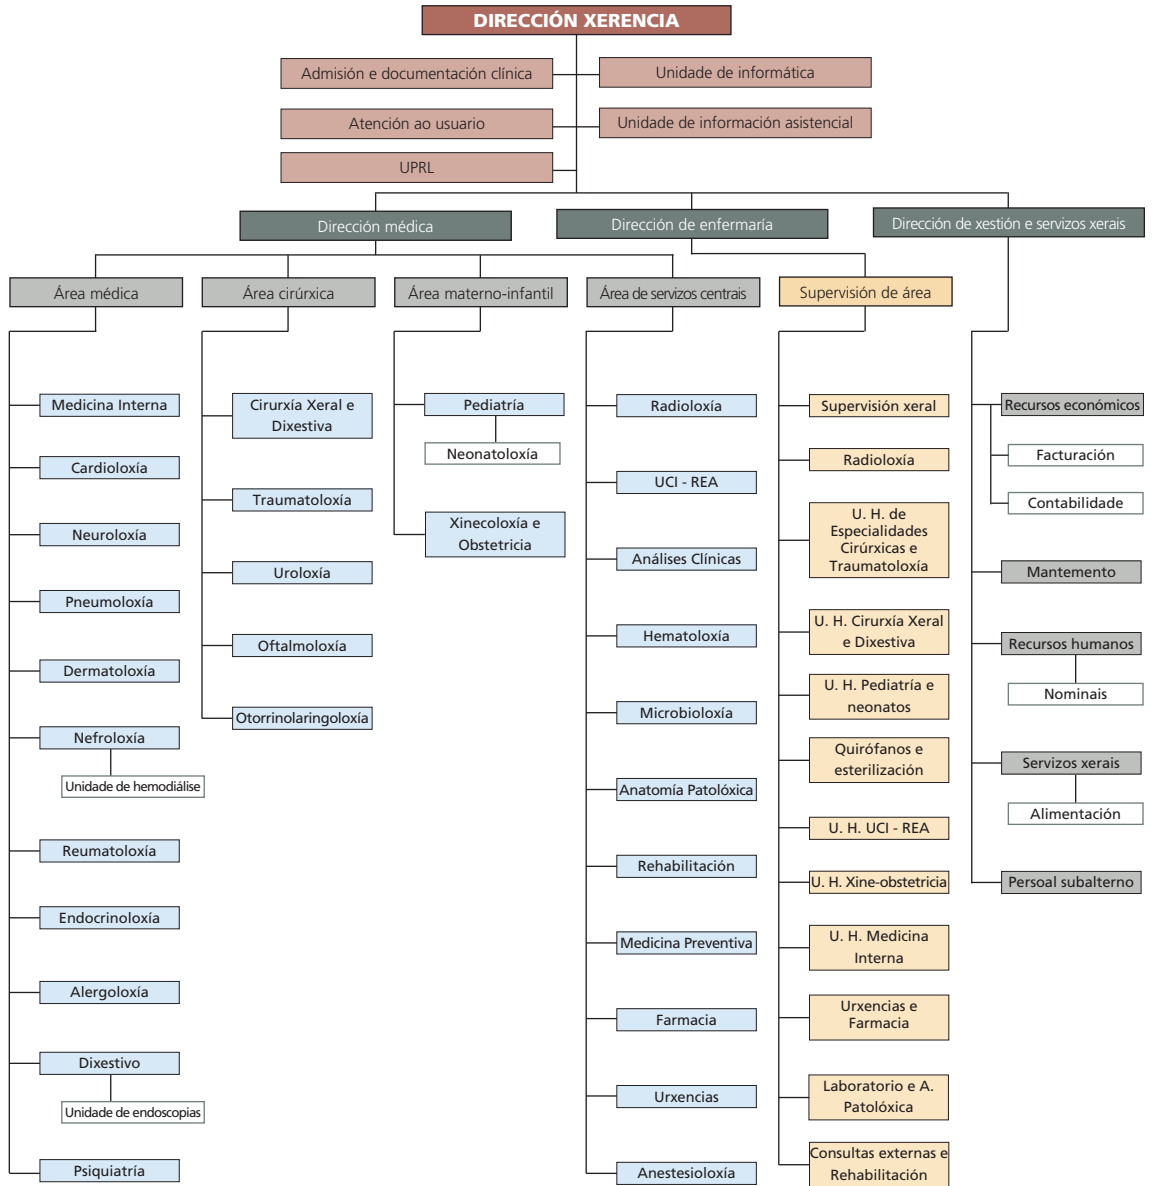 DIRECCIÓN XERENCIA
Admisión e documentación clínica
Unidade de informática
Atención ao usuario
Unidade de información asistencial
UPRL
Dirección médica
Dirección de enfermaría
Dirección de xestión e servizos xerais
Área médica
Área cirúrxica
Área materno-infantil
Área de servizos centrais
Supervisión de área
Medicina Interna
Cardioloxía
Neuroloxía
Pneumoloxía
Dermatoloxía
Nefroloxía
Unidade de hemodiálise
Reumatoloxía
Endocrinoloxía
Alergoloxía
Dixestivo
Unidade de endoscopias
Psiquiatría
Cirurxía Xeral e
Dixestiva
Traumatoloxía
Uroloxía
Oftalmoloxía
Otorrinolaringoloxía
Pediatría
Neonatoloxía
Xinecoloxía e
Obstetricia
Radioloxía
UCI - REA
Análises Clínicas
Hematoloxía
Microbioloxía
Anatomía Patolóxica
Rehabilitación
Medicina Preventiva
Farmacia
Urxencias
Anestesioloxía
Supervisión xeral
Radioloxía
U. H. de
Especialidades
Cirúrxicas e
Traumatoloxía
U. H. Cirurxía Xeral
e Dixestiva
U. H. Pediatría e
neonatos
Quirófanos e
esterilización
U. H. UCI - REA
U. H. Xine-obstetricia
U. H. Medicina
Interna
Urxencias e
Farmacia
Laboratorio e A.
Patolóxica
Consultas externas e
Rehabilitación
Recursos económicos
Facturación
Contabilidade
Mantemento
Recursos humanos
Nominais
Servizos xerais
Alimentación
Persoal subalterno